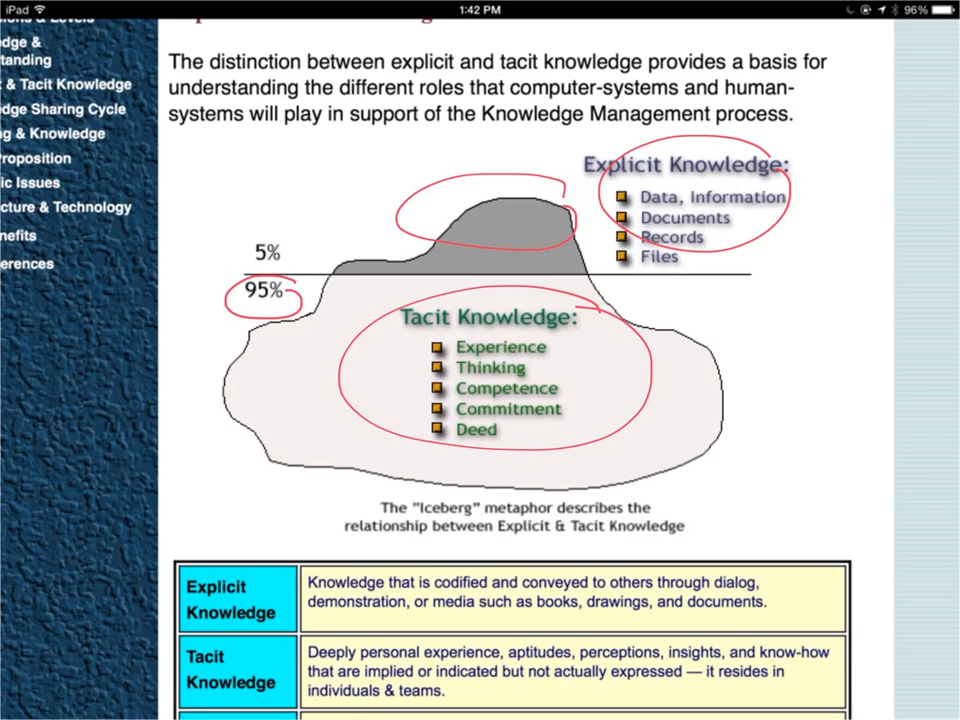 iPad
1:42 PM
96%
edge &
tanding
& Tacit Knowledge
edge Sharing Cycle
ng & Knowledge
roposition
ic Issues
cture & Technology
nefits
erences
The distinction between explicit and tacit knowledge provides a basis for
understanding the different roles that computer-systems and human-
systems will play in support of the Knowledge Management process.
Explicit Knowledge:
Data, Information
Documents
Records
Files
5%
95%
Tacit Knowledge:
Experience
Thinking
Competence
Commitment
Deed
The "Iceberg" metaphor describes the
relationship between Explicit & Tacit Knowledge
Explicit
Knowledge
Knowledge that is codified and conveyed to others through dialog,
demonstration, or media such as books, drawings, and documents.
Tacit
Knowledge
Deeply personal experience, aptitudes, perceptions, insights, and know-how
that are implied or indicated but not actually expressed — it resides in
individuals & teams.